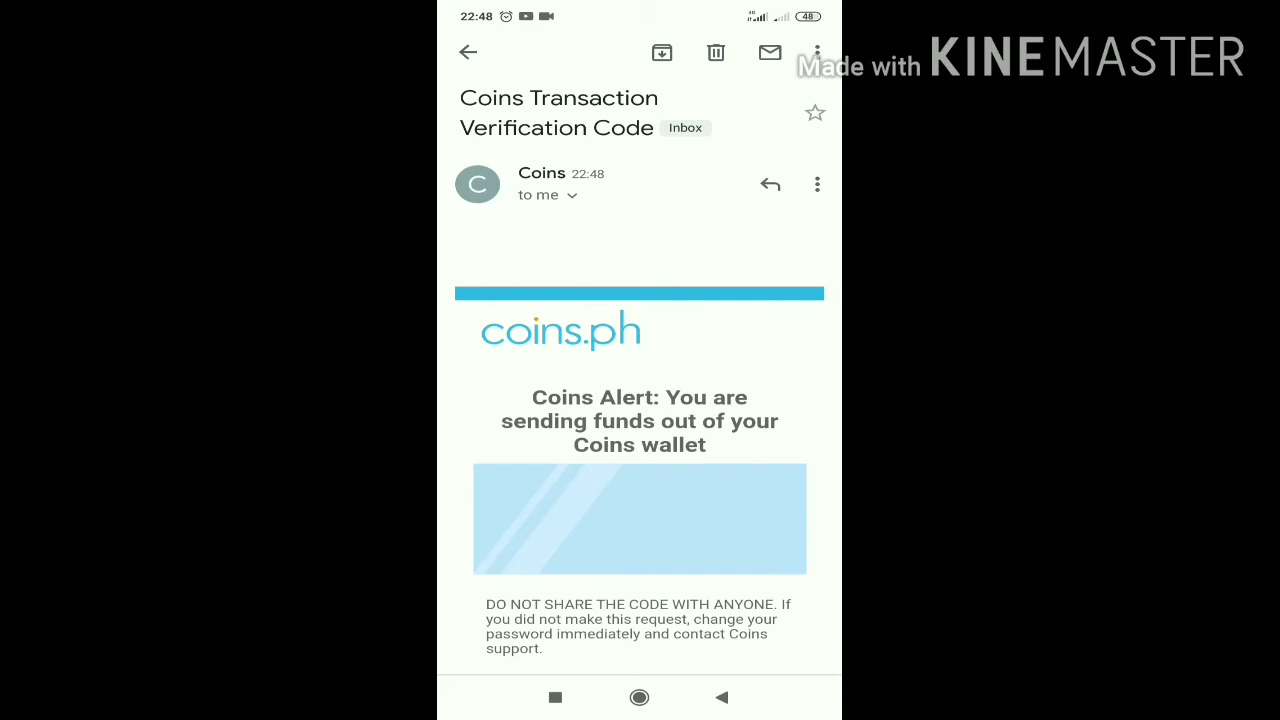 22:48
4G
48
Made with KINEMASTER
Coins Transaction
Verification Code Inbox
C
Coins 22:48
to me
coins.ph
Coins Alert: You are
sending funds out of your
Coins wallet
DO NOT SHARE THE CODE WITH ANYONE. If
you did not make this request, change your
password immediately and contact Coins
support.